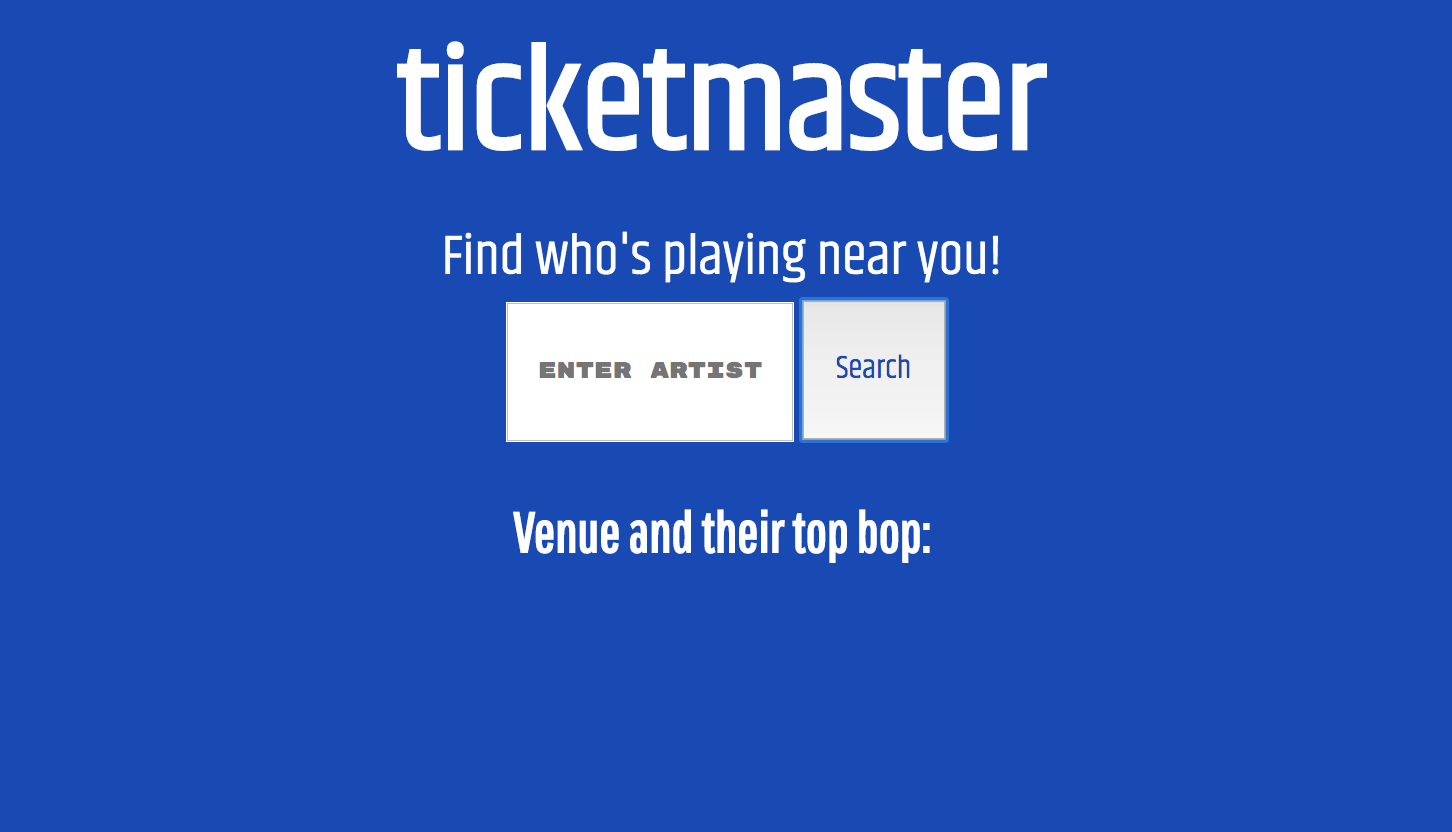 ticketmaster
Find who's playing near you!
ENTER ARTIST
Search
Venue and their top bop: